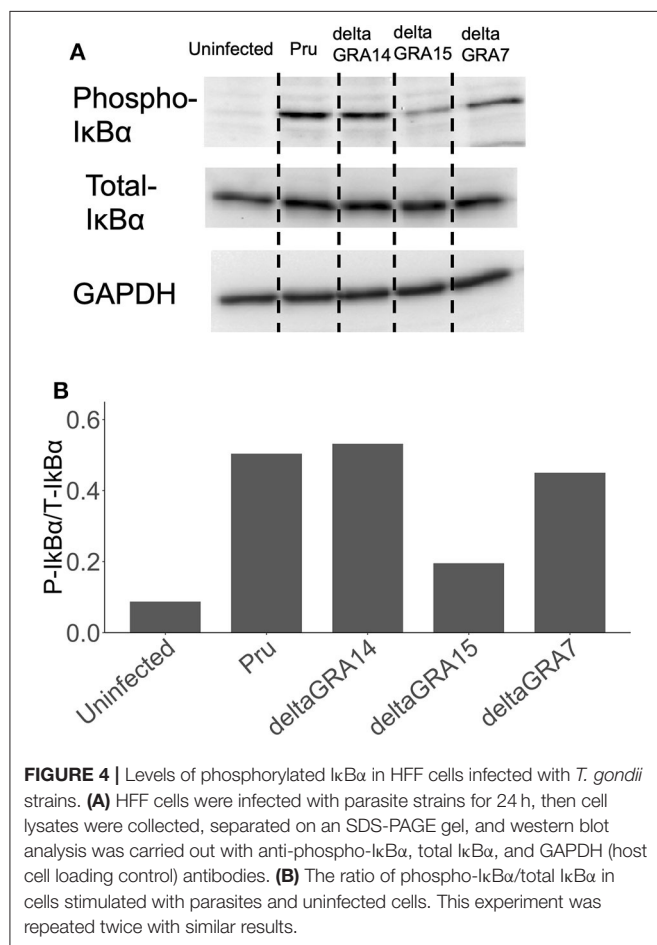 A
Uninfected Pru delta GRA14 delta GRA15 delta GRA7
Phospho-
IκBα
Total-
IκBα
GAPDH
B
P-IkBα/T-IkBα
0.6
0.4
0.2
0.0
Uninfected
Pru
deltaGRA14
deltaGRA15
deltaGRA7
FIGURE 4 | Levels of phosphorylated IκBα in HFF cells infected with T. gondii
strains. (A) HFF cells were infected with parasite strains for 24 h, then cell
lysates were collected, separated on an SDS-PAGE gel, and western blot
analysis was carried out with anti-phospho-IκBα, total IκBα, and GAPDH (host
cell loading control) antibodies. (B) The ratio of phospho-IκBα/total IκBα in
cells stimulated with parasites and uninfected cells. This experiment was
repeated twice with similar results.